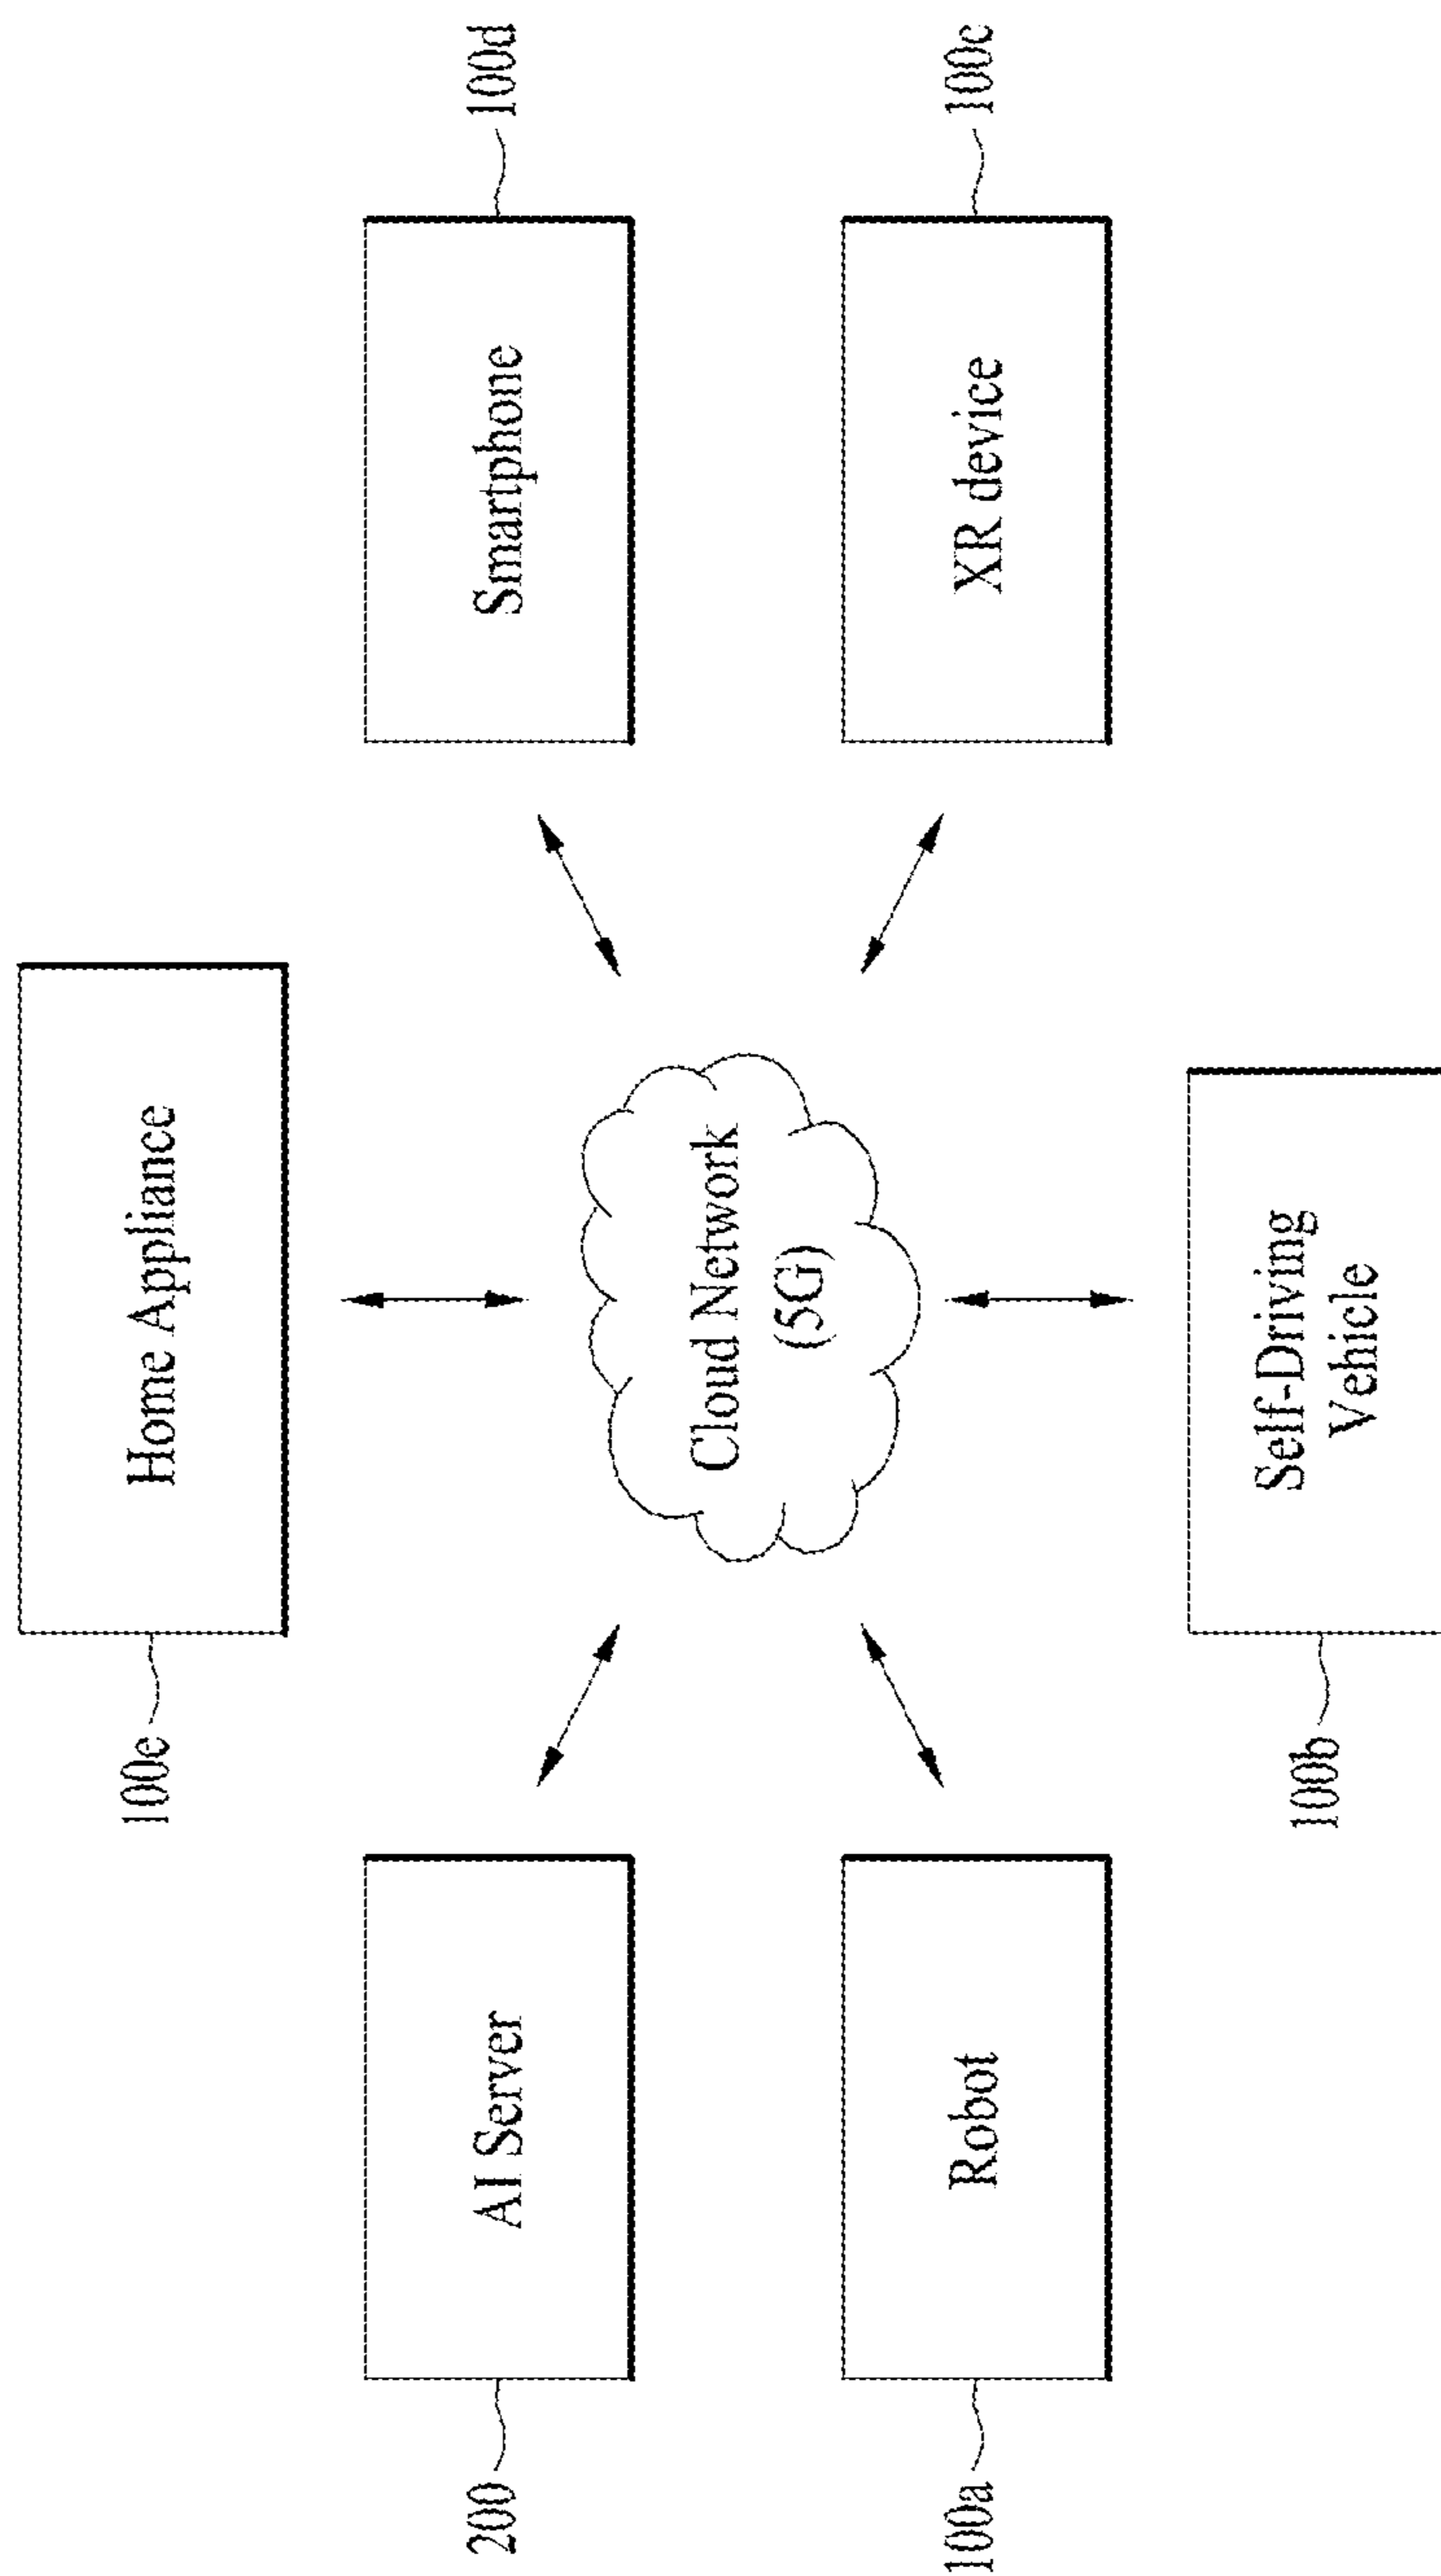 100e
Home Appliance
200
AI Server
Smartphone
100d
Cloud Network
(5G)
100a
Robot
XR device
100c
100b
Self-Driving
Vehicle